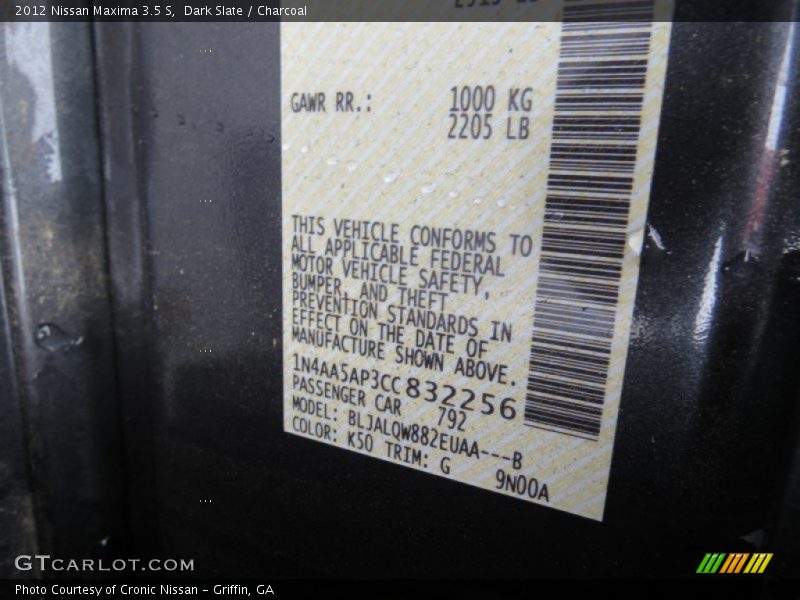 2012 Nissan Maxima 3.5 S,  Dark Slate / Charcoal
GAWR RR.: 1000 KG
2205 LB
THIS VEHICLE CONFORMS TO
ALL APPLICABLE FEDERAL
MOTOR VEHICLE SAFETY,
BUMPER, AND THEFT
PREVENTION STANDARDS IN
EFFECT ON THE DATE OF
MANUFACTURE SHOWN ABOVE.
1N4AA5AP3CC832256
PASSENGER CAR 792
MODEL: BLJALQW882EUAA---B
COLOR: K50 TRIM: G 9N00A
GTCARLOT.COM
Photo Courtesy of Cronic Nissan - Griffin, GA